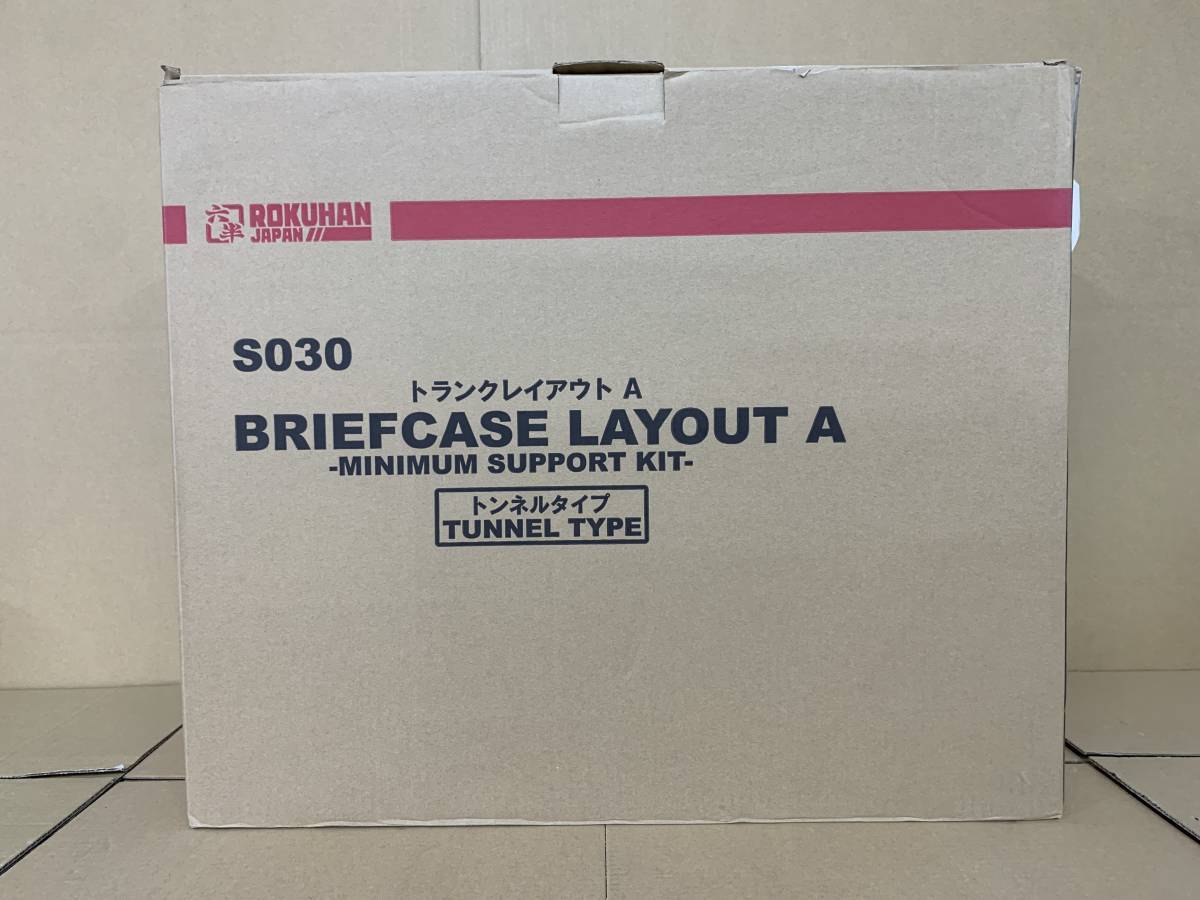 六半 ROKUHAN
JAPAN
S030
トランクレイアウト A
BRIEFCASE LAYOUT A
-MINIMUM SUPPORT KIT-
トンネルタイプ
TUNNEL TYPE